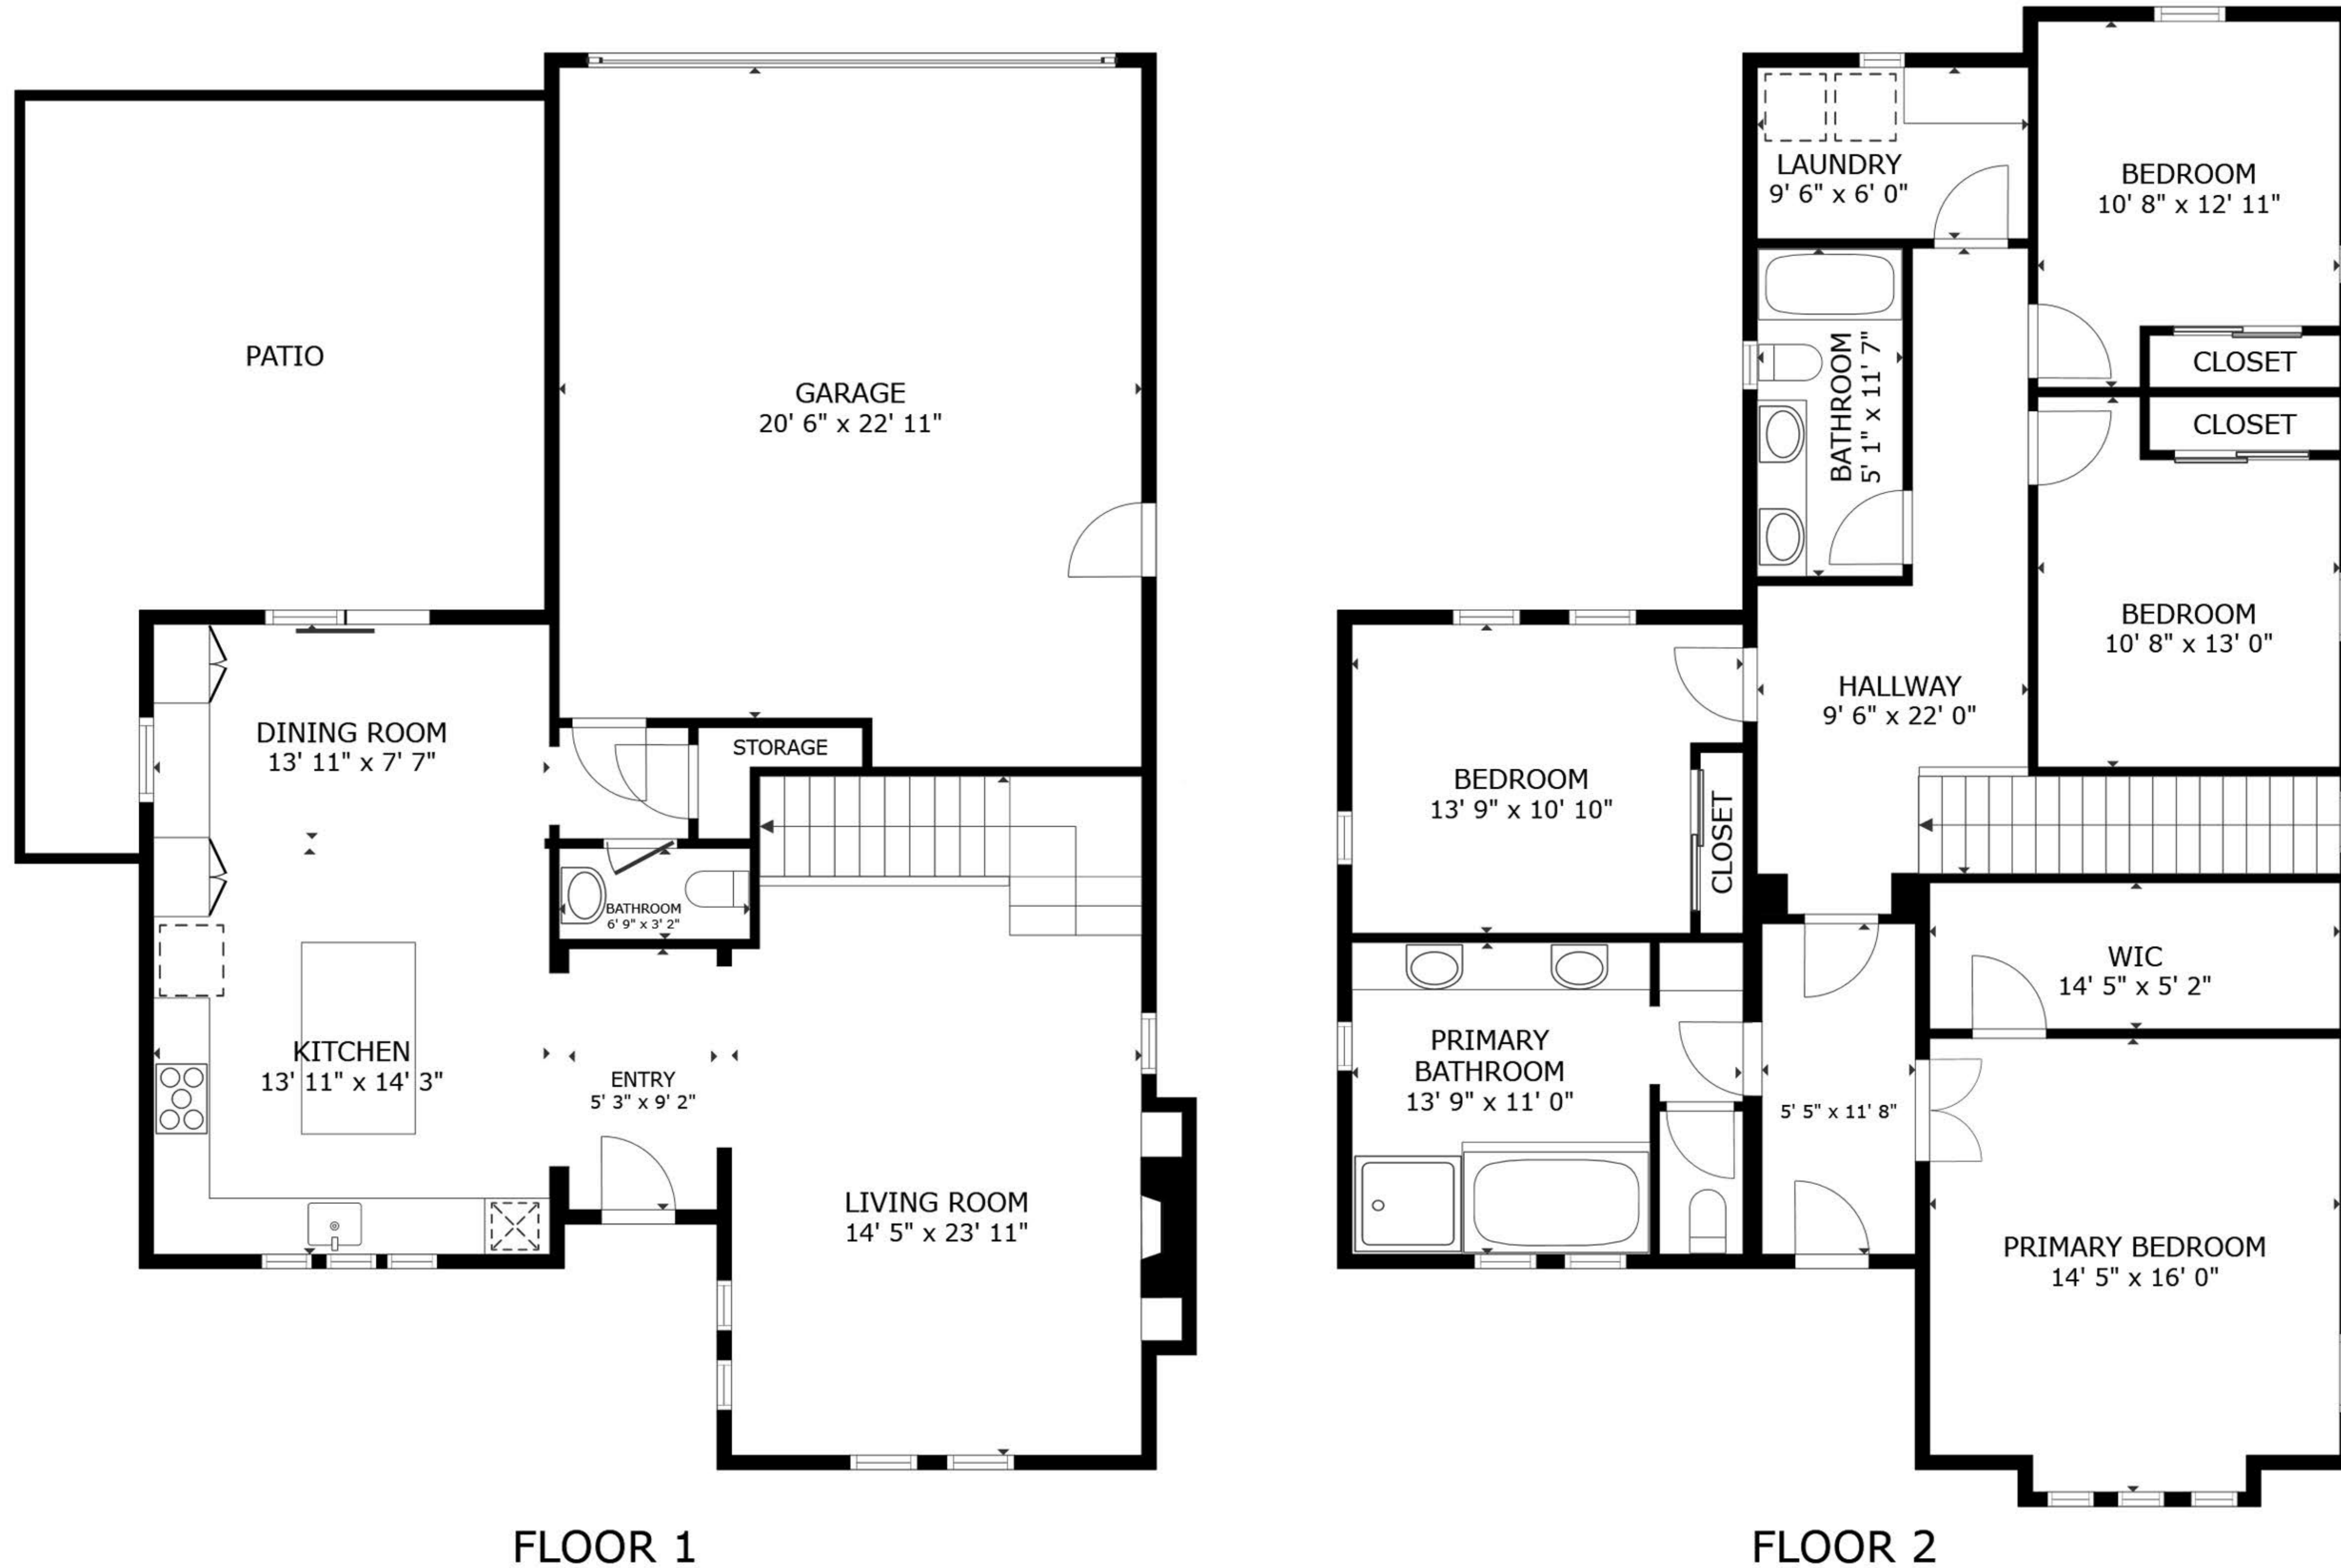 PATIO
GARAGE
20' 6" x 22' 11"
DINING ROOM
13' 11" x 7' 7"
STORAGE
BATHROOM
6' 9" x 3' 2"
KITCHEN
13' 11" x 14' 3"
ENTRY
5' 3" x 9' 2"
LIVING ROOM
14' 5" x 23' 11"
FLOOR 1
LAUNDRY
9' 6" x 6' 0"
BEDROOM
10' 8" x 12' 11"
CLOSET
CLOSET
BATHROOM
5' 1" x 11' 7"
BEDROOM
10' 8" x 13' 0"
HALLWAY
9' 6" x 22' 0"
BEDROOM
13' 9" x 10' 10"
CLOSET
WIC
14' 5" x 5' 2"
PRIMARY
BATHROOM
13' 9" x 11' 0"
5' 5" x 11' 8"
PRIMARY BEDROOM
14' 5" x 16' 0"
FLOOR 2